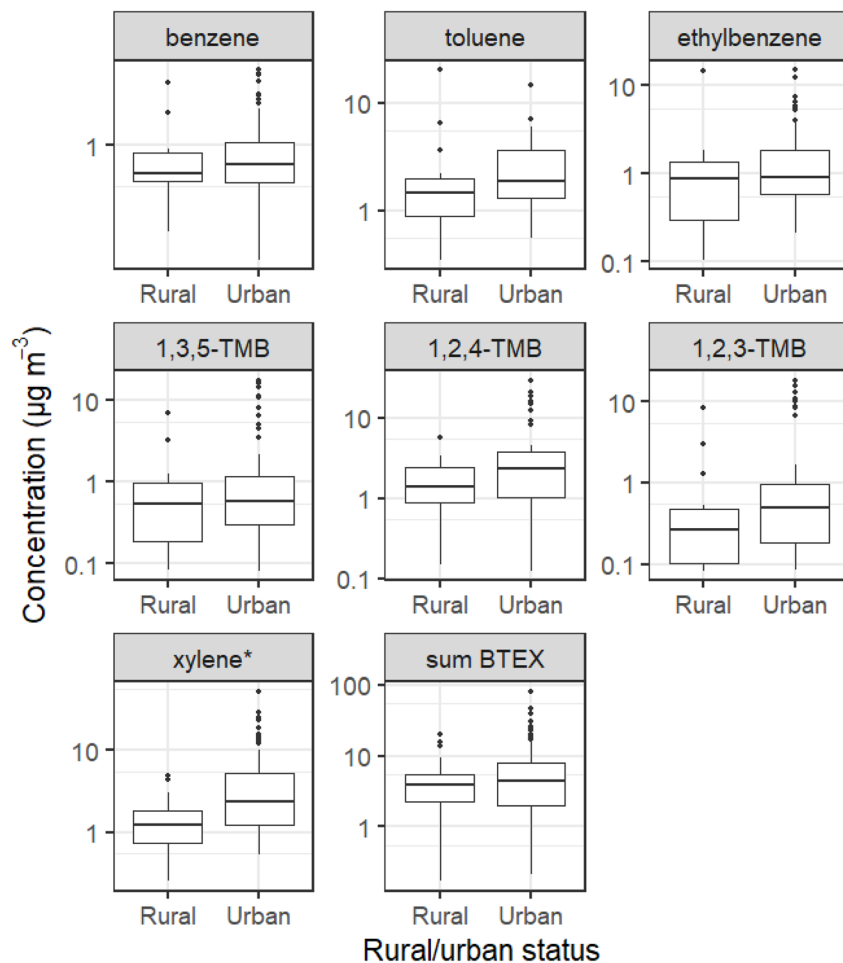 benzene toluene ethylbenzene
1
10
1
10
1
0.1
Rural Urban Rural Urban Rural Urban
1,3,5-TMB 1,2,4-TMB 1,2,3-TMB
10
1
0.1
10
1
0.1
10
1
0.1
Rural Urban Rural Urban Rural Urban
xylene* sum BTEX
10
1
100
10
1
Rural Urban Rural Urban
Concentration (µg m⁻³)
Rural/urban status